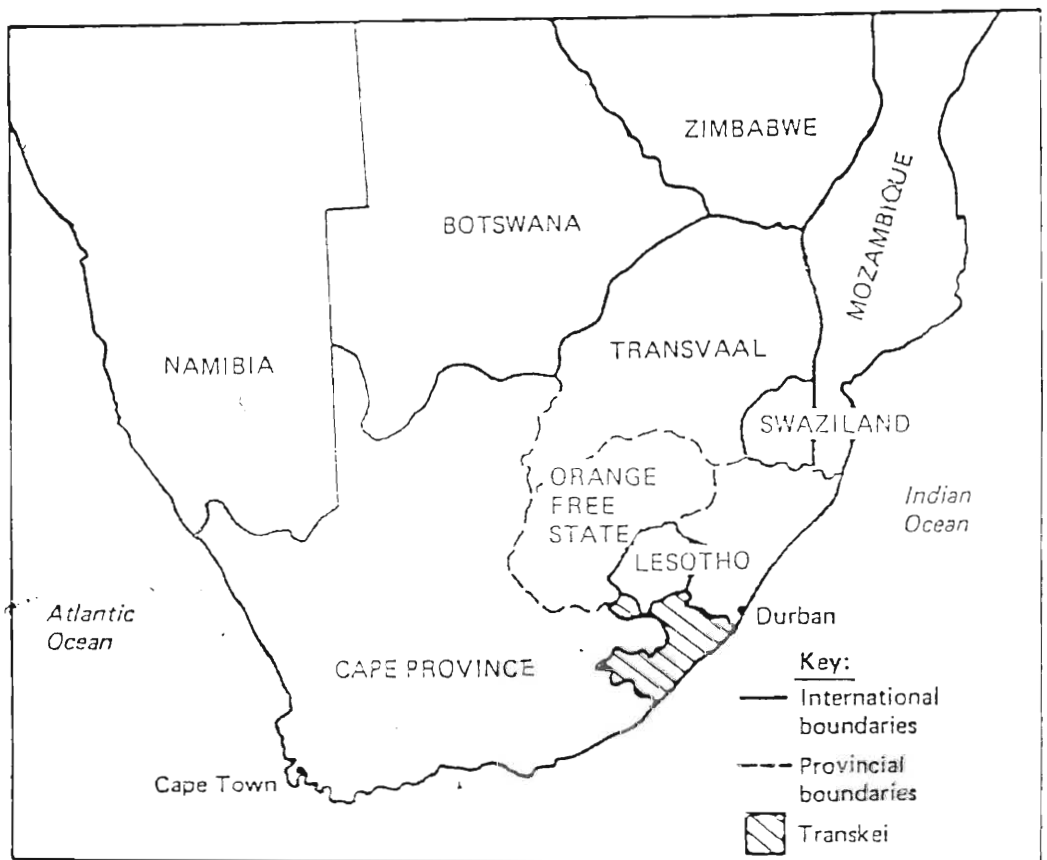 ZIMBABWE
BOTSWANA
MOZAMBIQUE
NAMIBIA
TRANSVAAL
SWAZILAND
ORANGE
FREE
STATE
Indian
Ocean
LESOTHO
Atlantic
Ocean
Durban
CAPE PROVINCE
Key:
International
boundaries
Cape Town
Provincial
boundaries
Transkei